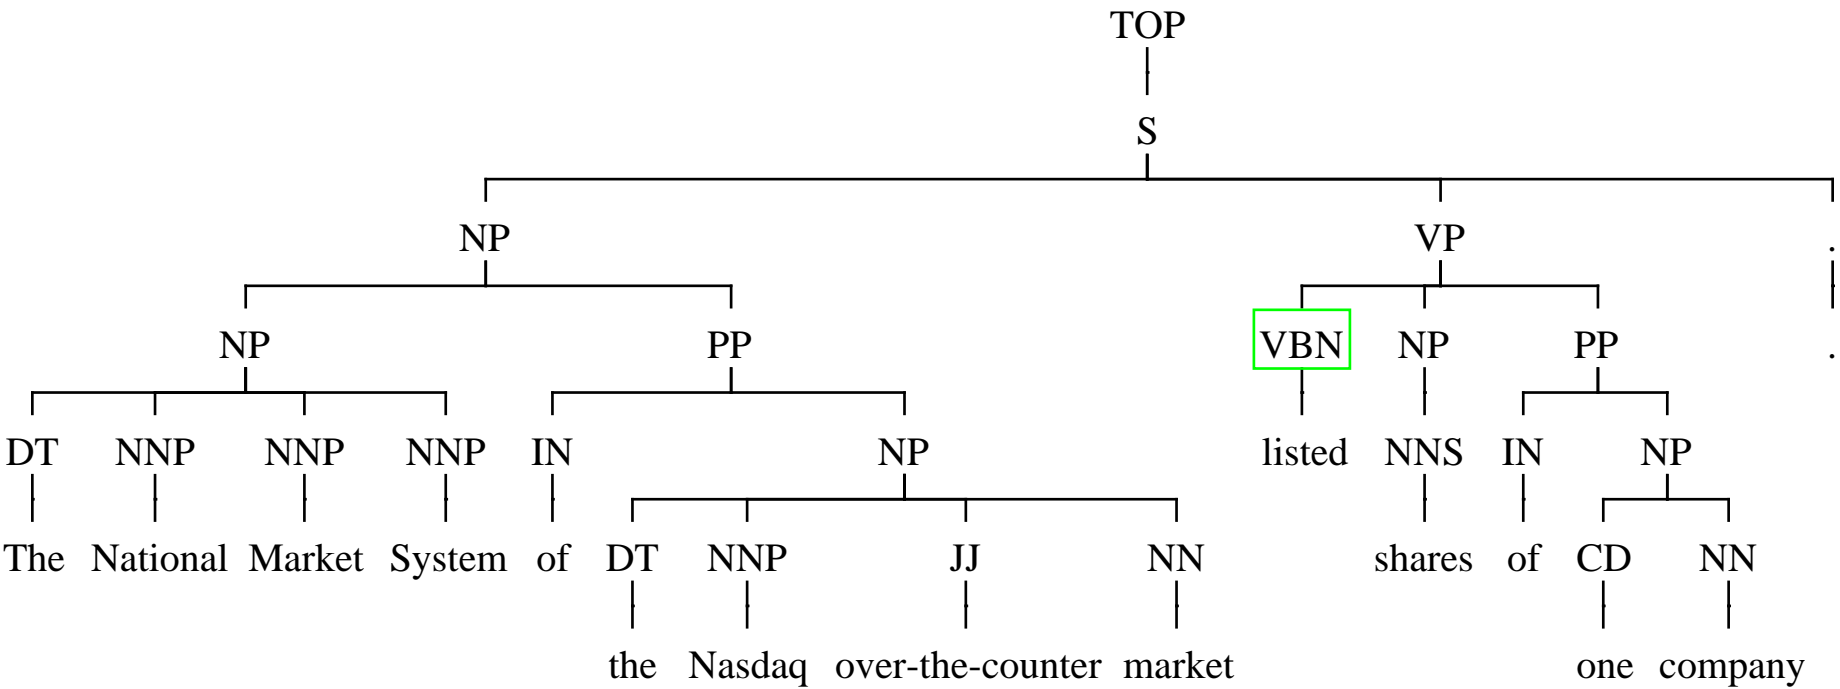 TOP
S
NP VP .
NP PP VBN NP PP .
DT NNP NNP NNP IN NP listed NNS IN NP
The National Market System of DT NNP JJ NN shares of CD NN
the Nasdaq over-the-counter market one company